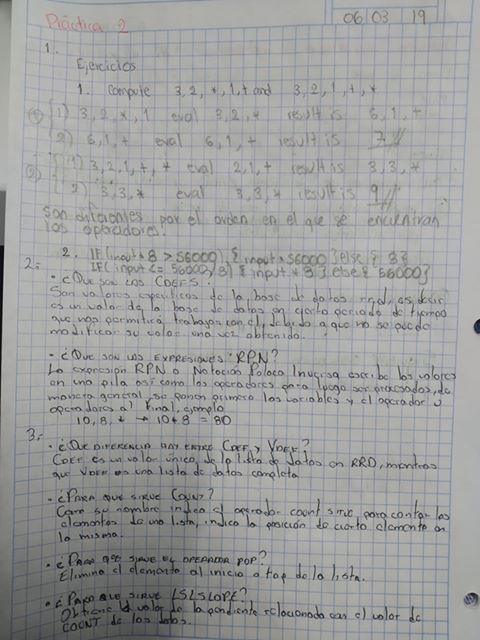 Práctica 2
06 03 19
1.
Ejercicios
1. Compute 3, 2, *, 1, + and 3, 2, 1, +, *
1) 3, 2, *, 1 eval 3, 2, * result is 6, 1, +
2) 6, 1, + eval 6, 1, + result is 7 //
1) 3, 2, 1, +, * eval 2, 1, + result is 3, 3, *
2) 3, 3, * eval 3, 3, * result is 9 //
Son diferentes por el orden en el que se encuentran
los operadores.
2. IF(input * 8 > 56000) { input > 56000 } else { 8 }
IF( input <= 56000/8) { input * 8 } else { 56000 }
2:
· ¿Que son los CDEFS.
Son valores especificos de la base de datos rrd, es decir
es un valor de la base de datos en cierto periodo de tiempo
que nos permitirá trabajar con el, debido a que no se puede
modificar su valor una vez obtenido.
· ¿Que son las expresiones RPN?
La expresión RPN o Notación Polaca Inversa escribe los valores
en una pila así como los operadores para luego ser procesados, de
manera general, se ponen primero las variables y el operador u
operadores al final, ejemplo
10, 8, * → 10 * 8 = 80
3:
· ¿Que diferencia hay entre CDEF y VDEF?
CDEF es un valor único, de la lista de datos en RRD, mientras
que VDEF es una lista de datos completa
· ¿Para que sirve COUNT?
Como su nombre indica el operador count sirve para contar los
elementos de una lista, indica la posición de cierto elemento en
la misma.
· ¿Para que sirve el operador POP?
Elimina el elemento al inicio o top de la lista.
· ¿Para que sirve LSLSLOPE?
Obtiene el valor de la pendiente relacionada con el valor de
COUNT de los datos.